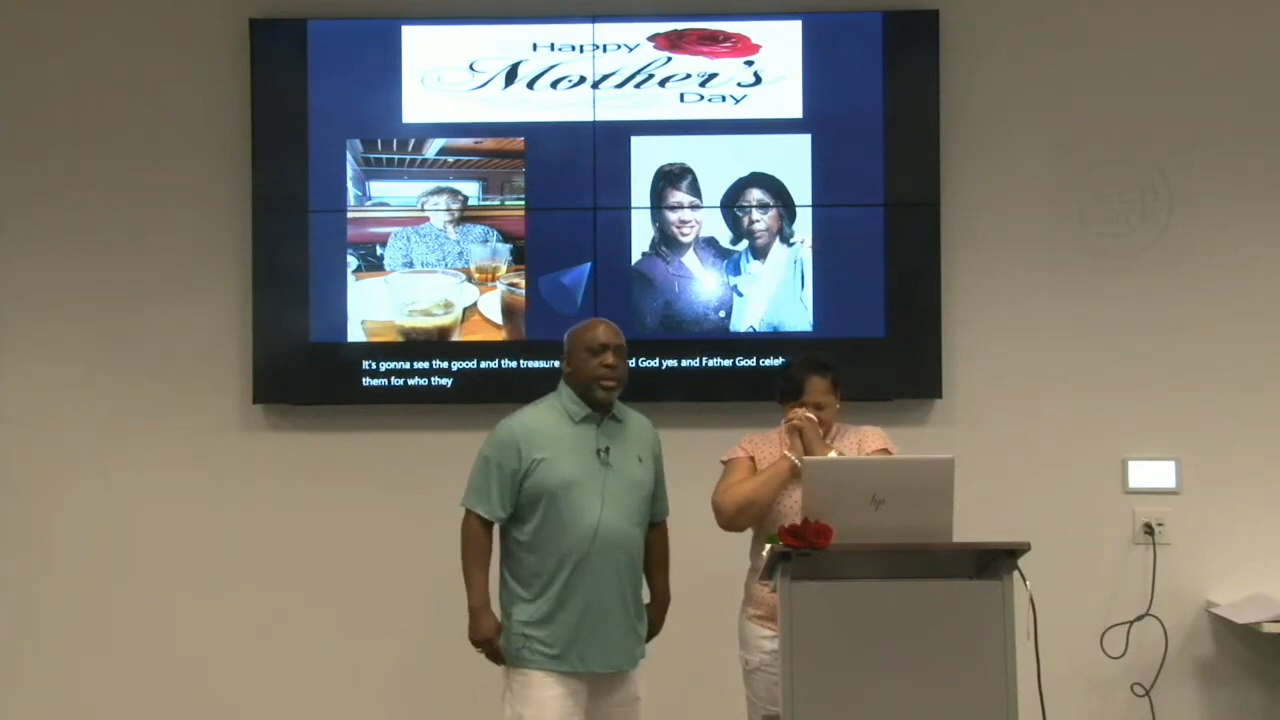 Happy
Mother's
Day
It's gonna see the good and the treasure rd God yes and Father God celeb
them for who they
hp